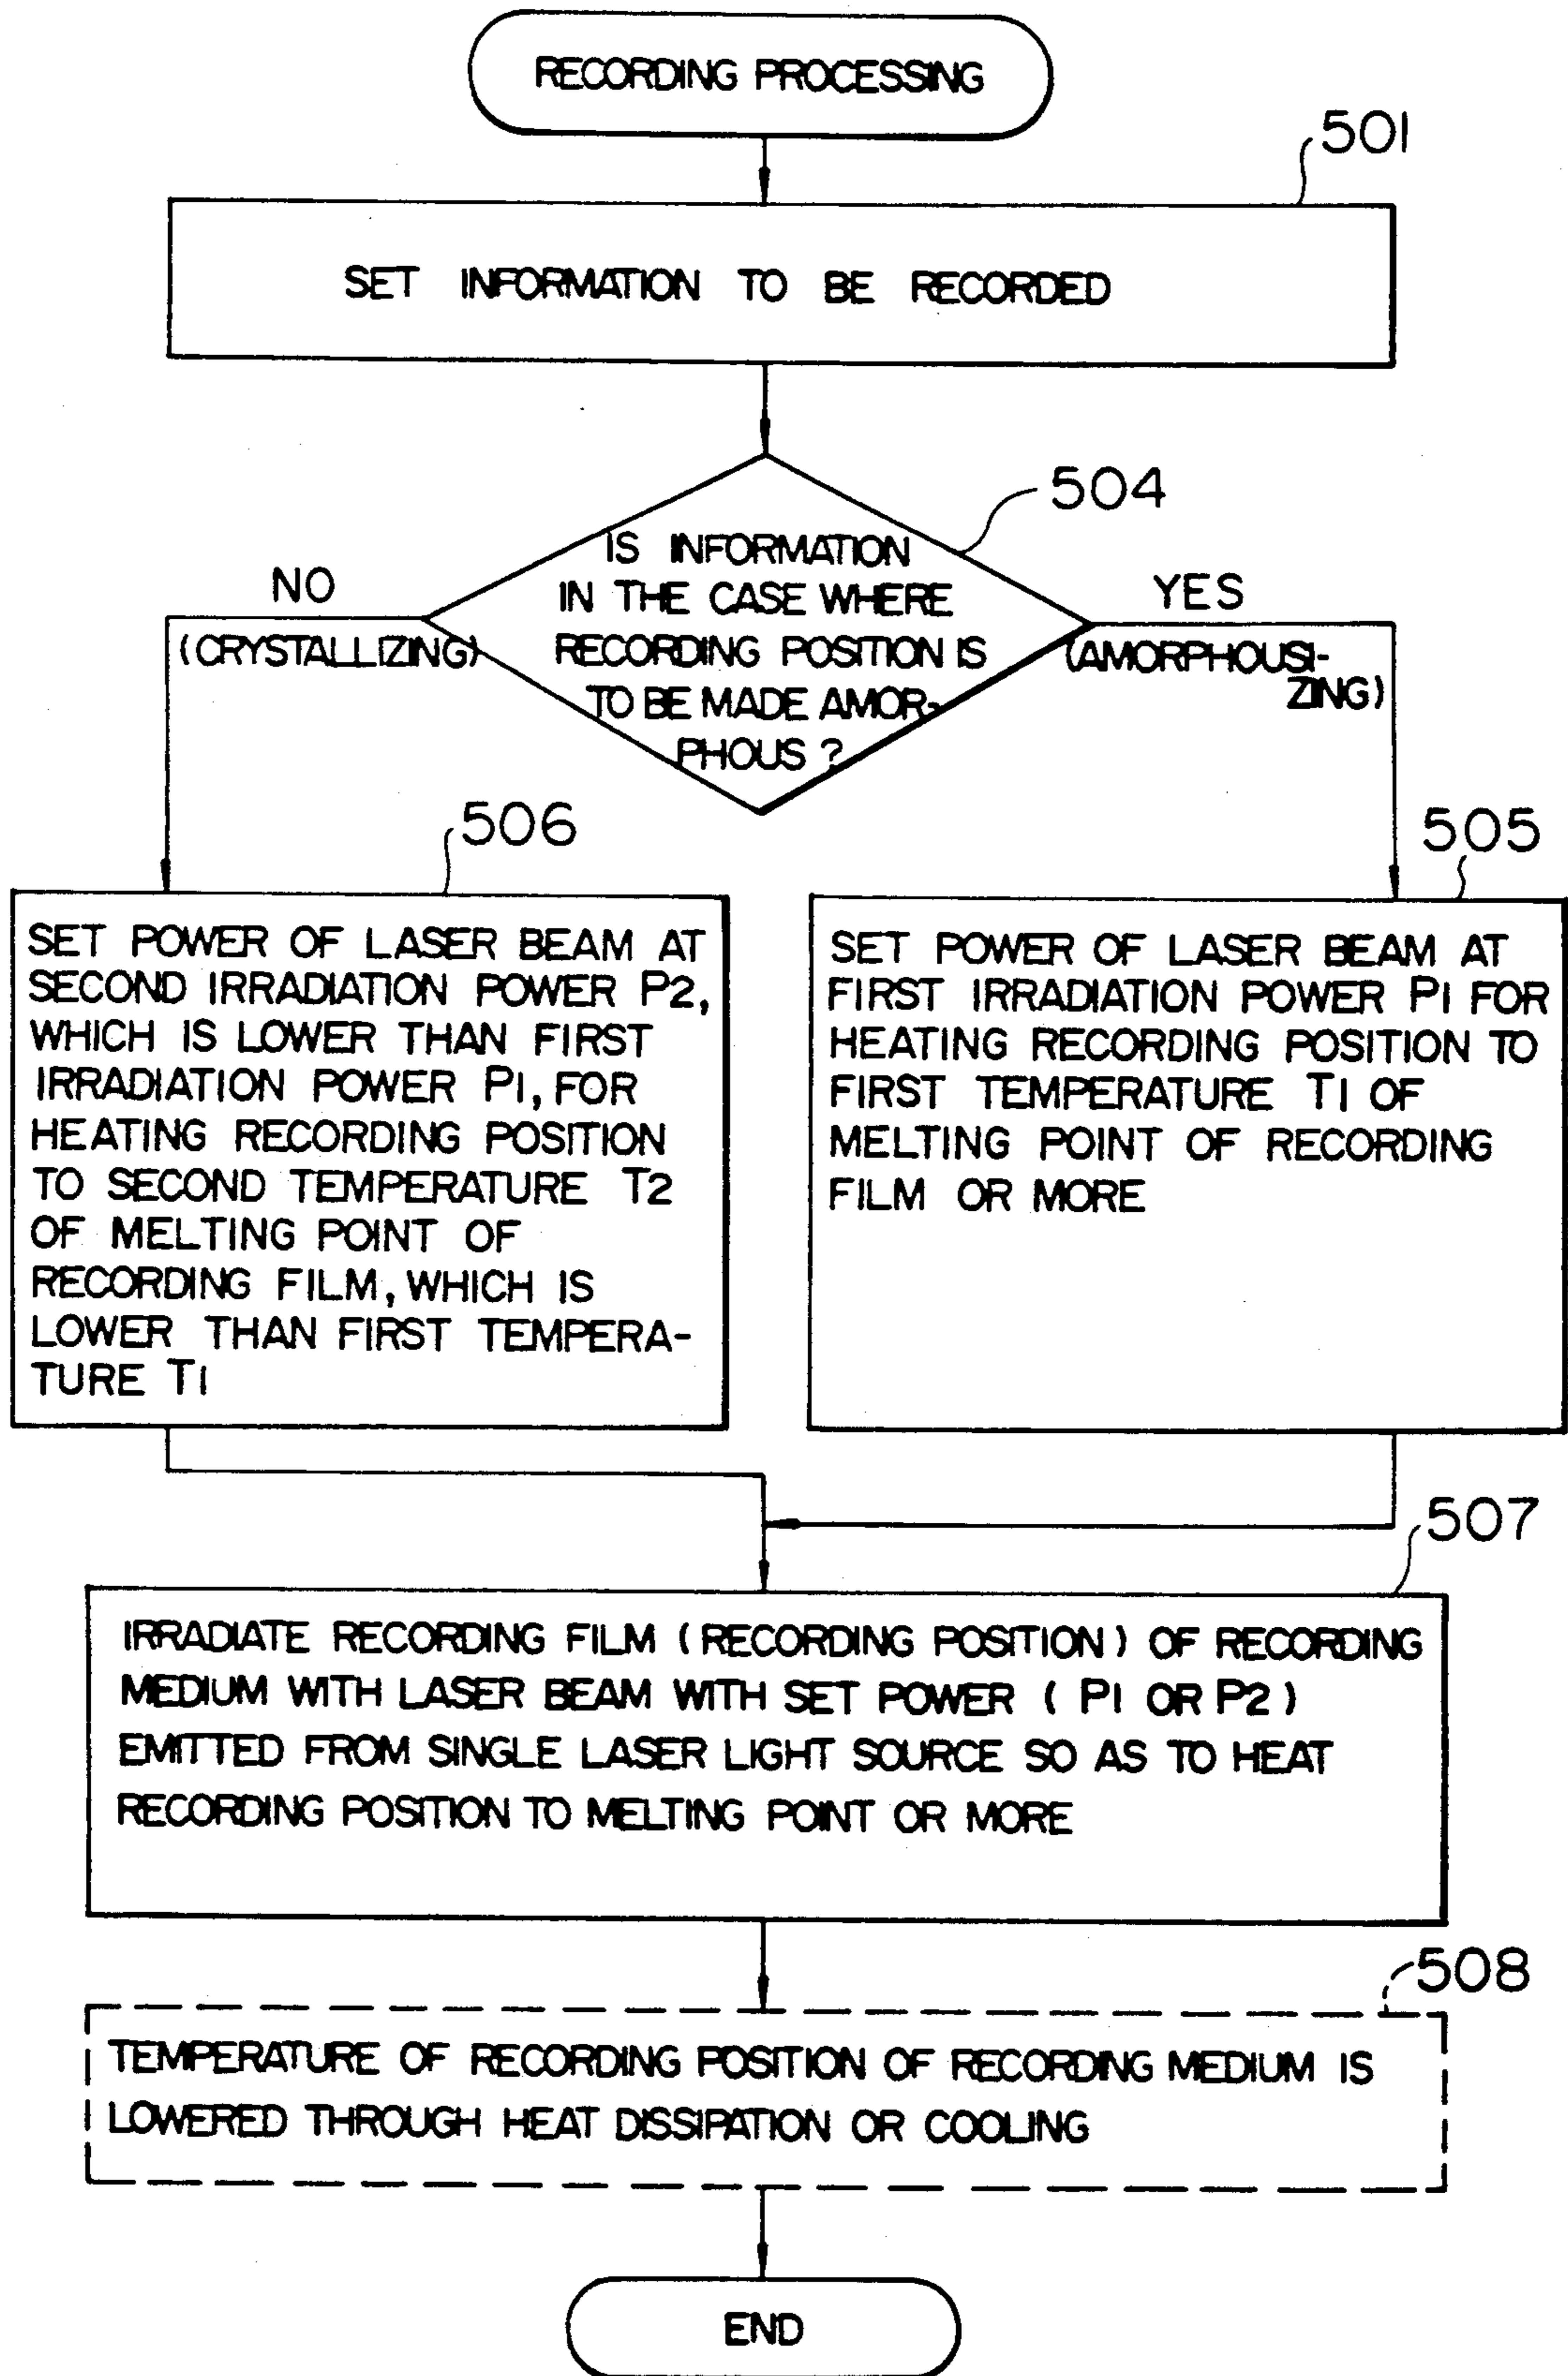 RECORDING PROCESSING
501
SET INFORMATION TO BE RECORDED
504
IS INFORMATION
IN THE CASE WHERE
RECORDING POSITION IS
TO BE MADE AMOR-
PHOUS ?
NO
(CRYSTALLIZING)
YES
(AMORPHOUSI-
ZING)
506
SET POWER OF LASER BEAM AT
SECOND IRRADIATION POWER P2,
WHICH IS LOWER THAN FIRST
IRRADIATION POWER P1, FOR
HEATING RECORDING POSITION
TO SECOND TEMPERATURE T2
OF MELTING POINT OF
RECORDING FILM, WHICH IS
LOWER THAN FIRST TEMPERA-
TURE T1
505
SET POWER OF LASER BEAM AT
FIRST IRRADIATION POWER P1 FOR
HEATING RECORDING POSITION TO
FIRST TEMPERATURE T1 OF
MELTING POINT OF RECORDING
FILM OR MORE
507
IRRADIATE RECORDING FILM (RECORDING POSITION) OF RECORDING
MEDIUM WITH LASER BEAM WITH SET POWER ( P1 OR P2 )
EMITTED FROM SINGLE LASER LIGHT SOURCE SO AS TO HEAT
RECORDING POSITION TO MELTING POINT OR MORE
508
TEMPERATURE OF RECORDING POSITION OF RECORDING MEDIUM IS
LOWERED THROUGH HEAT DISSIPATION OR COOLING
END